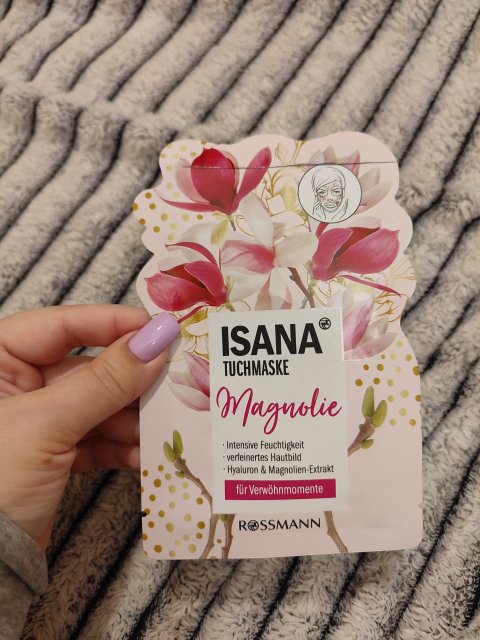 ISANA
TUCHMASKE
Magnolie
· Intensive Feuchtigkeit
· verfeinertes Hautbild
· Hyaluron & Magnolien-Extrakt
für Verwöhnmomente
ROSSMANN